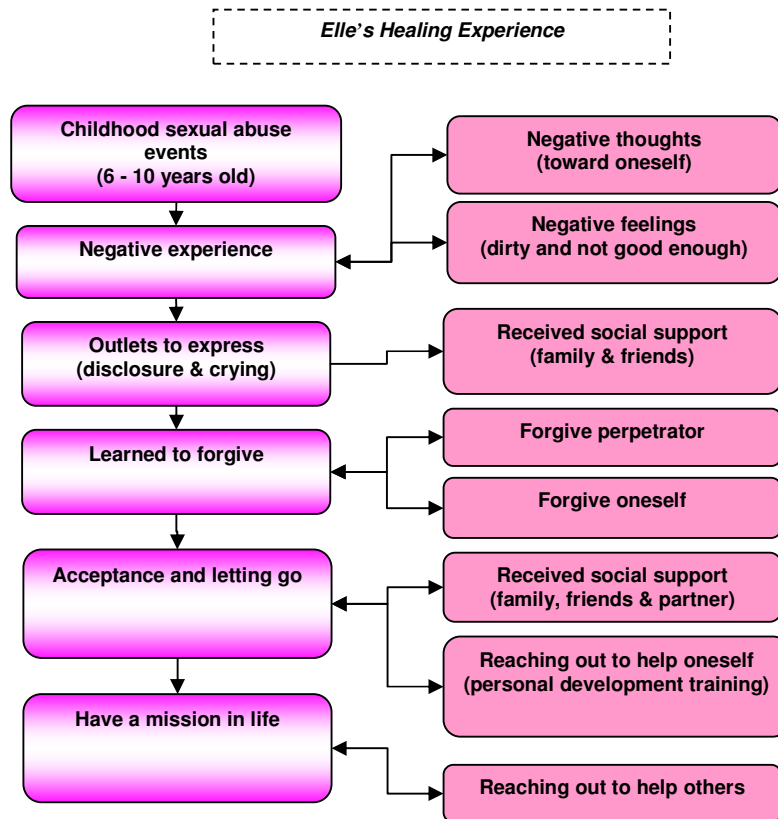 Elle’s Healing Experience
Childhood sexual abuse
events
(6 - 10 years old)
Negative thoughts
(toward oneself)
Negative experience
Negative feelings
(dirty and not good enough)
Outlets to express
(disclosure & crying)
Received social support
(family & friends)
Learned to forgive
Forgive perpetrator
Forgive oneself
Acceptance and letting go
Received social support
(family, friends & partner)
Reaching out to help oneself
(personal development training)
Have a mission in life
Reaching out to help others